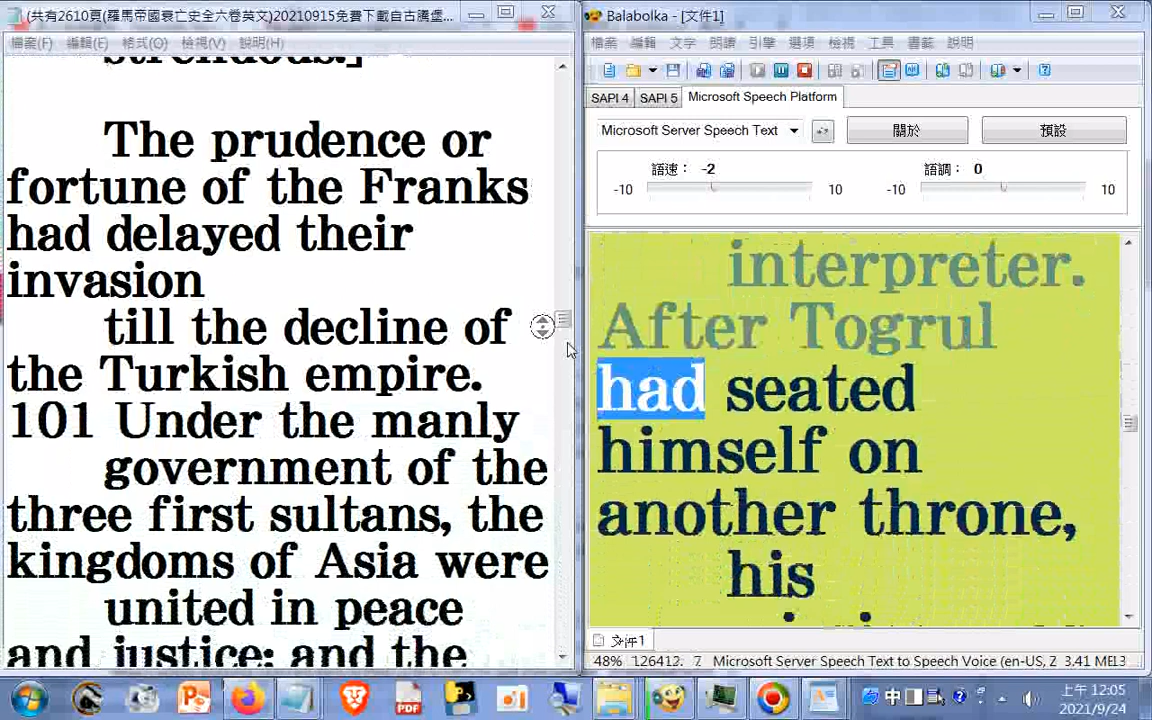 (共有2610頁(羅馬帝國衰亡史全六卷英文)20210915免費下載自古騰堡...
檔案(F) 編輯(E) 格式(O) 檢視(V) 說明(H)
strenuous.]
The prudence or
fortune of the Franks
had delayed their
invasion
till the decline of
the Turkish empire.
101 Under the manly
government of the
three first sultans, the
kingdoms of Asia were
united in peace
and justice; and the
Balabolka - [文件1]
檔案 編輯 文字 朗讀 引擎 選項 檢視 工具 書籤 說明
SAPI 4 SAPI 5 Microsoft Speech Platform
Microsoft Server Speech Text 關於 預設
語速： -2 語調： 0
-10 10 -10 10
interpreter.
After Togrul
had seated
himself on
another throne,
his
文件1
48% 126412. 7 Microsoft Server Speech Text to Speech Voice (en-US, Z 3.41 ME
中
上午 12:05
2021/9/24